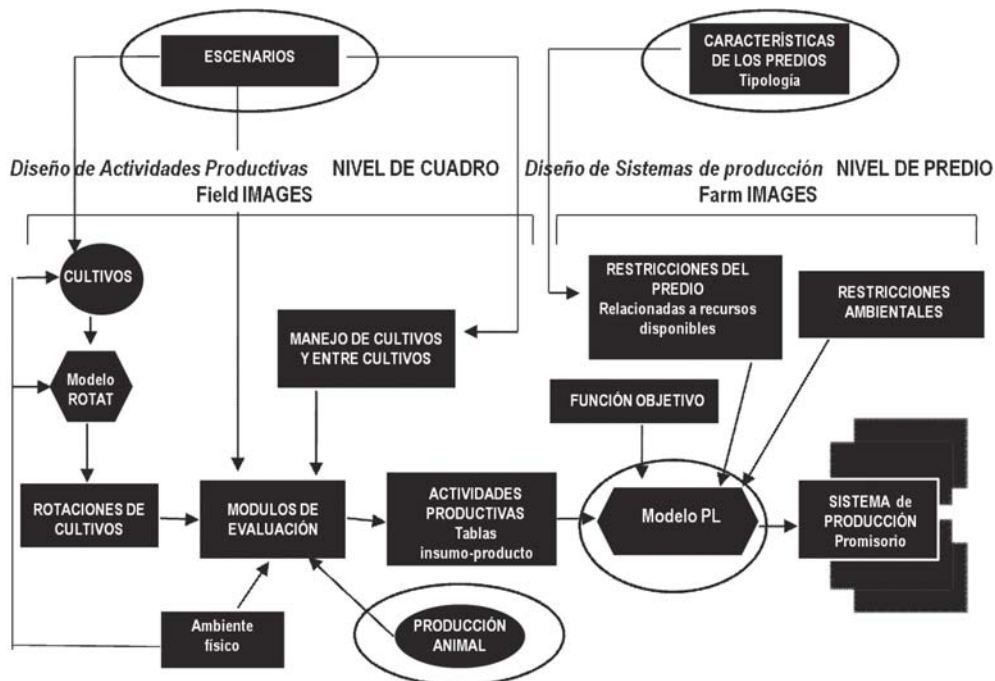 ESCENARIOS
CARACTERÍSTICAS
DE LOS PREDIOS
Tipología
Diseño de Actividades Productivas NIVEL DE CUADRO
Field IMAGES
Diseño de Sistemas de producción NIVEL DE PREDIO
Farm IMAGES
CULTIVOS
Modelo
ROTAT
ROTACIONES DE
CULTIVOS
MANEJO DE CULTIVOS
Y ENTRE CULTIVOS
MODULOS DE
EVALUACIÓN
Ambiente
físico
PRODUCCIÓN
ANIMAL
ACTIVIDADES
PRODUCTIVAS
Tablas
insumo-producto
RESTRICCIONES DEL
PREDIO
Relacionadas a recursos
disponibles
RESTRICCIONES
AMBIENTALES
FUNCIÓN OBJETIVO
Modelo PL
SISTEMA de
PRODUCCIÓN
Promisorio